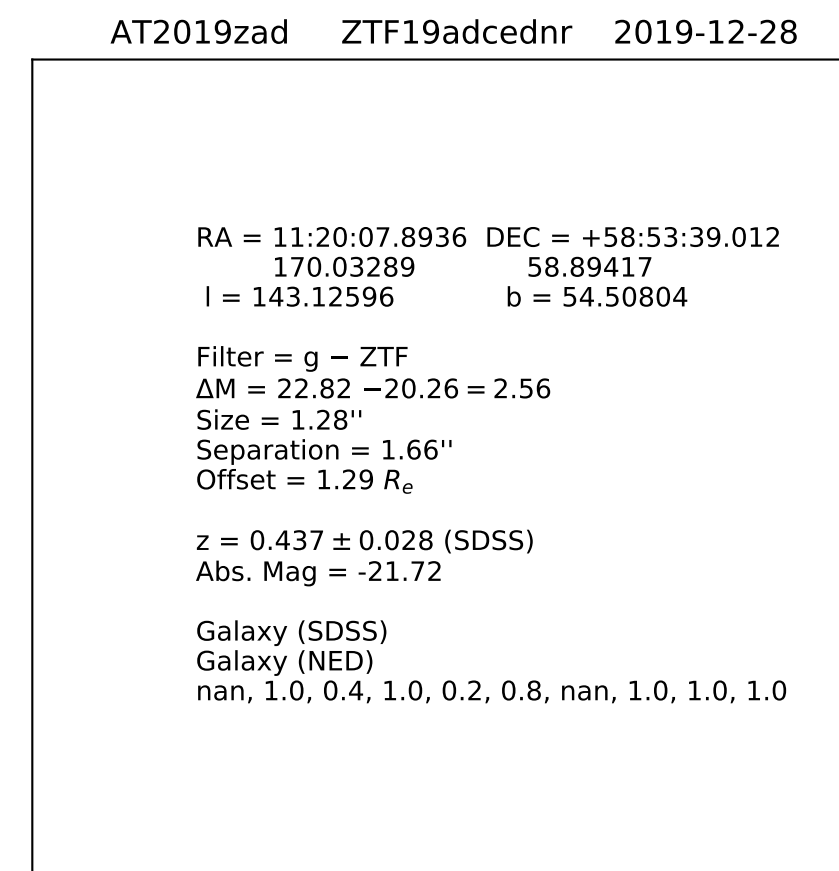 AT2019zad ZTF19adcednr 2019-12-28
RA = 11:20:07.8936 DEC = +58:53:39.012
170.03289 58.89417
l = 143.12596 b = 54.50804
Filter = g − ZTF
ΔM = 22.82 −20.26 = 2.56
Size = 1.28''
Separation = 1.66''
Offset = 1.29 Rₑ
z = 0.437 ± 0.028 (SDSS)
Abs. Mag = -21.72
Galaxy (SDSS)
Galaxy (NED)
nan, 1.0, 0.4, 1.0, 0.2, 0.8, nan, 1.0, 1.0, 1.0